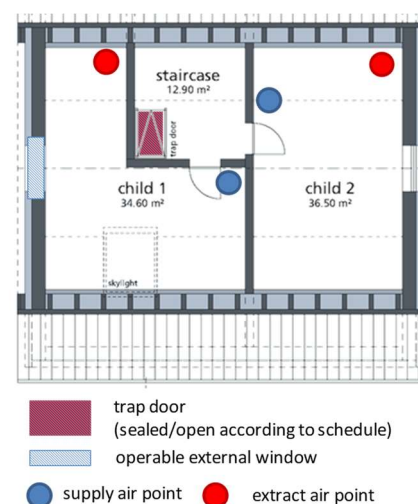 staircase
12.90 m²
trap door
child 1
34.60 m²
child 2
36.50 m²
skylight
trap door
(sealed/open according to schedule)
operable external window
supply air point
extract air point